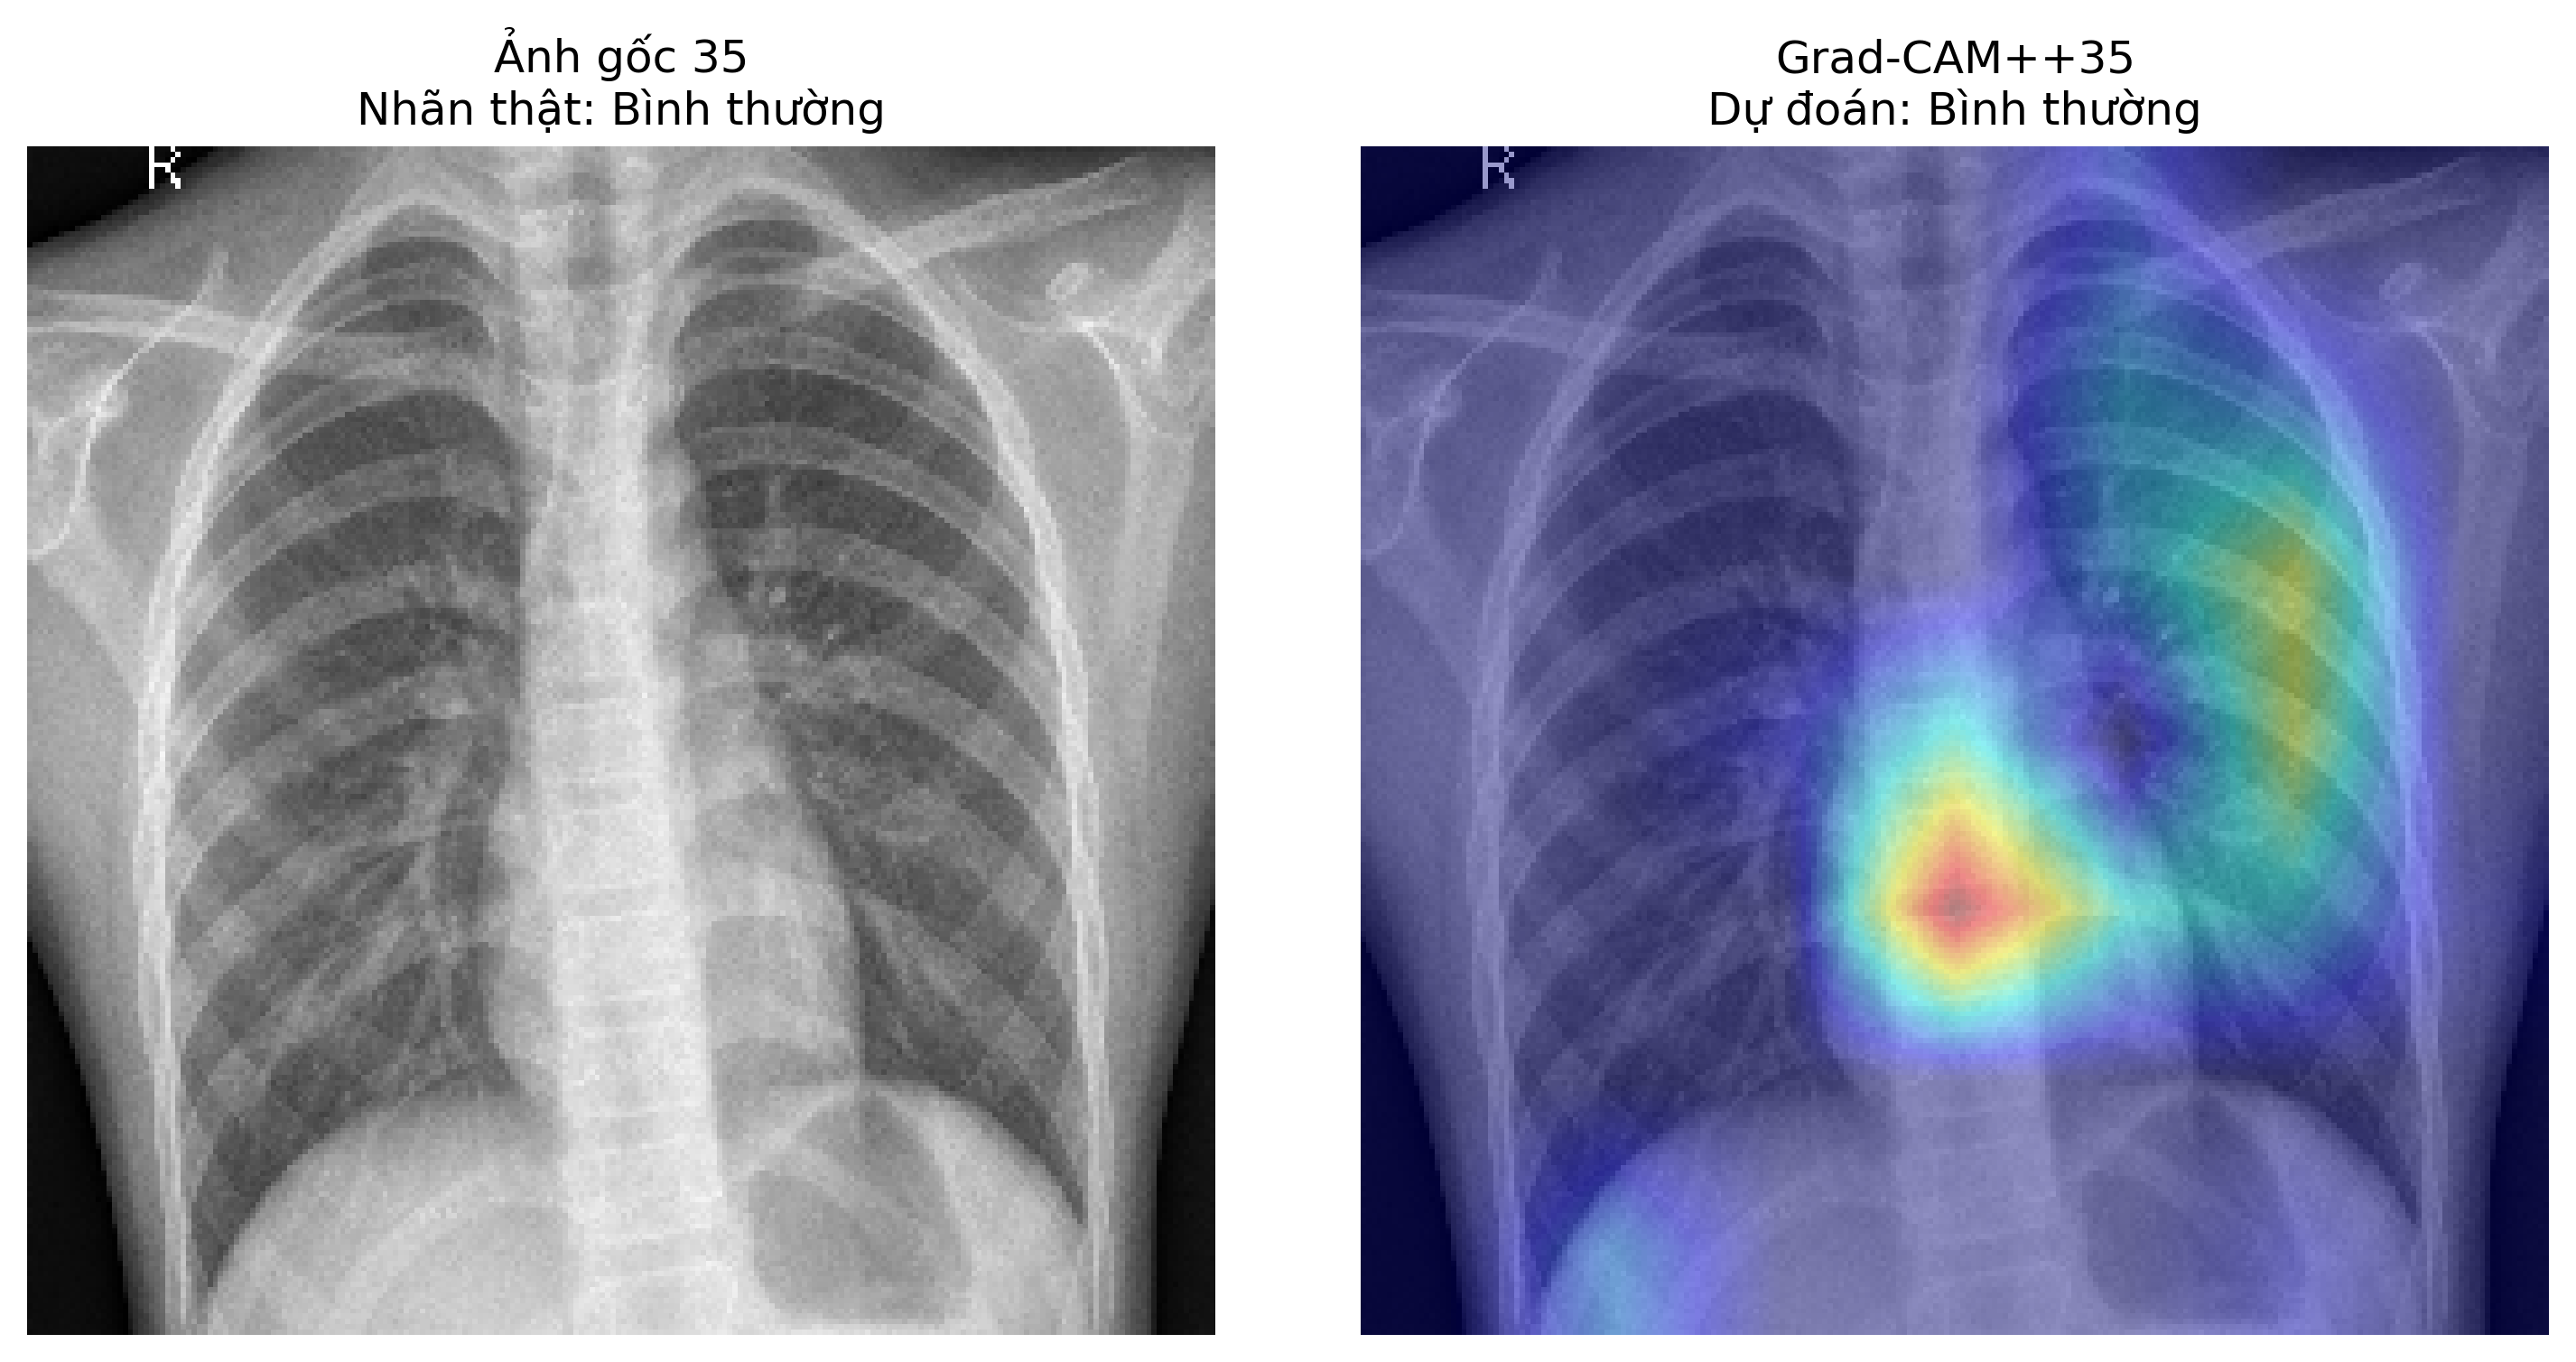 Ảnh gốc 35
Nhãn thật: Bình thường
Grad-CAM++35
Dự đoán: Bình thường
R
R